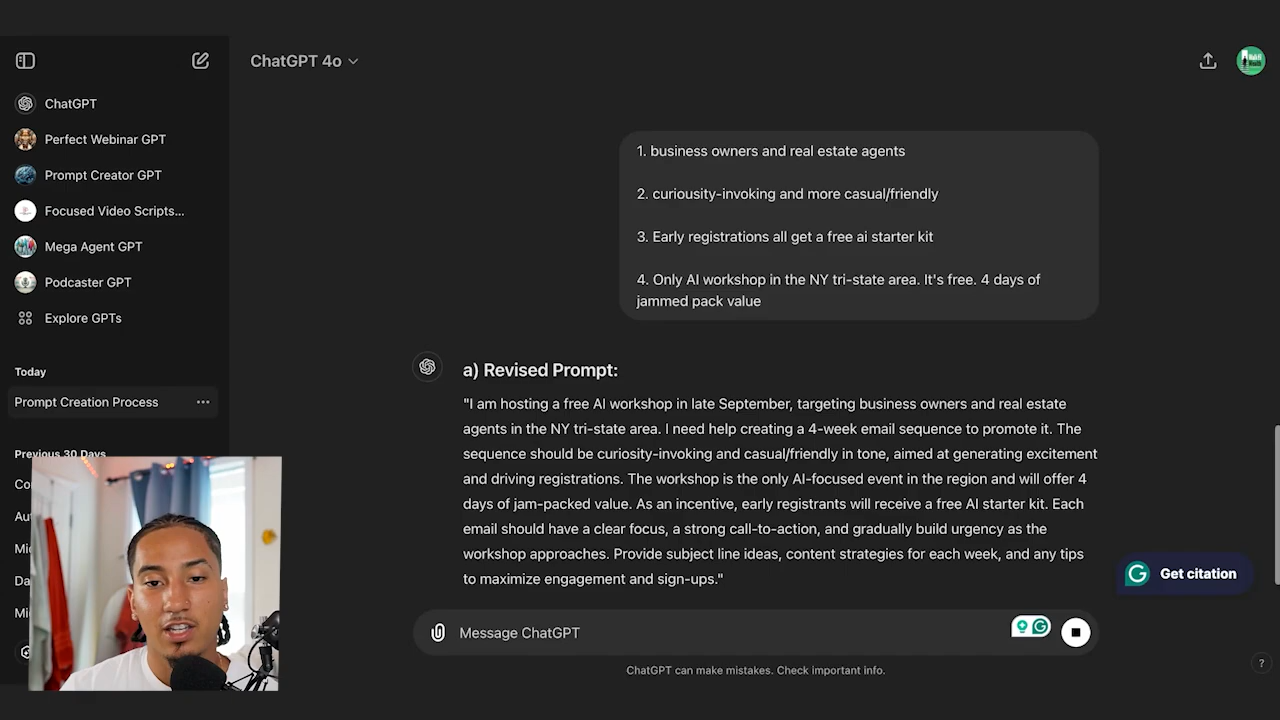 ChatGPT 4o
ChatGPT
Perfect Webinar GPT
Prompt Creator GPT
Focused Video Scripts...
Mega Agent GPT
Podcaster GPT
Explore GPTs
Today
Prompt Creation Process
Previous 30 Days
Co
Au
Mi
Da
Mi
1. business owners and real estate agents
2. curiousity-invoking and more casual/friendly
3. Early registrations all get a free ai starter kit
4. Only AI workshop in the NY tri-state area. It's free. 4 days of
jammed pack value
a) Revised Prompt:
"I am hosting a free AI workshop in late September, targeting business owners and real estate
agents in the NY tri-state area. I need help creating a 4-week email sequence to promote it. The
sequence should be curiosity-invoking and casual/friendly in tone, aimed at generating excitement
and driving registrations. The workshop is the only AI-focused event in the region and will offer 4
days of jam-packed value. As an incentive, early registrants will receive a free AI starter kit. Each
email should have a clear focus, a strong call-to-action, and gradually build urgency as the
workshop approaches. Provide subject line ideas, content strategies for each week, and any tips
to maximize engagement and sign-ups."
Get citation
Message ChatGPT
ChatGPT can make mistakes. Check important info.
?